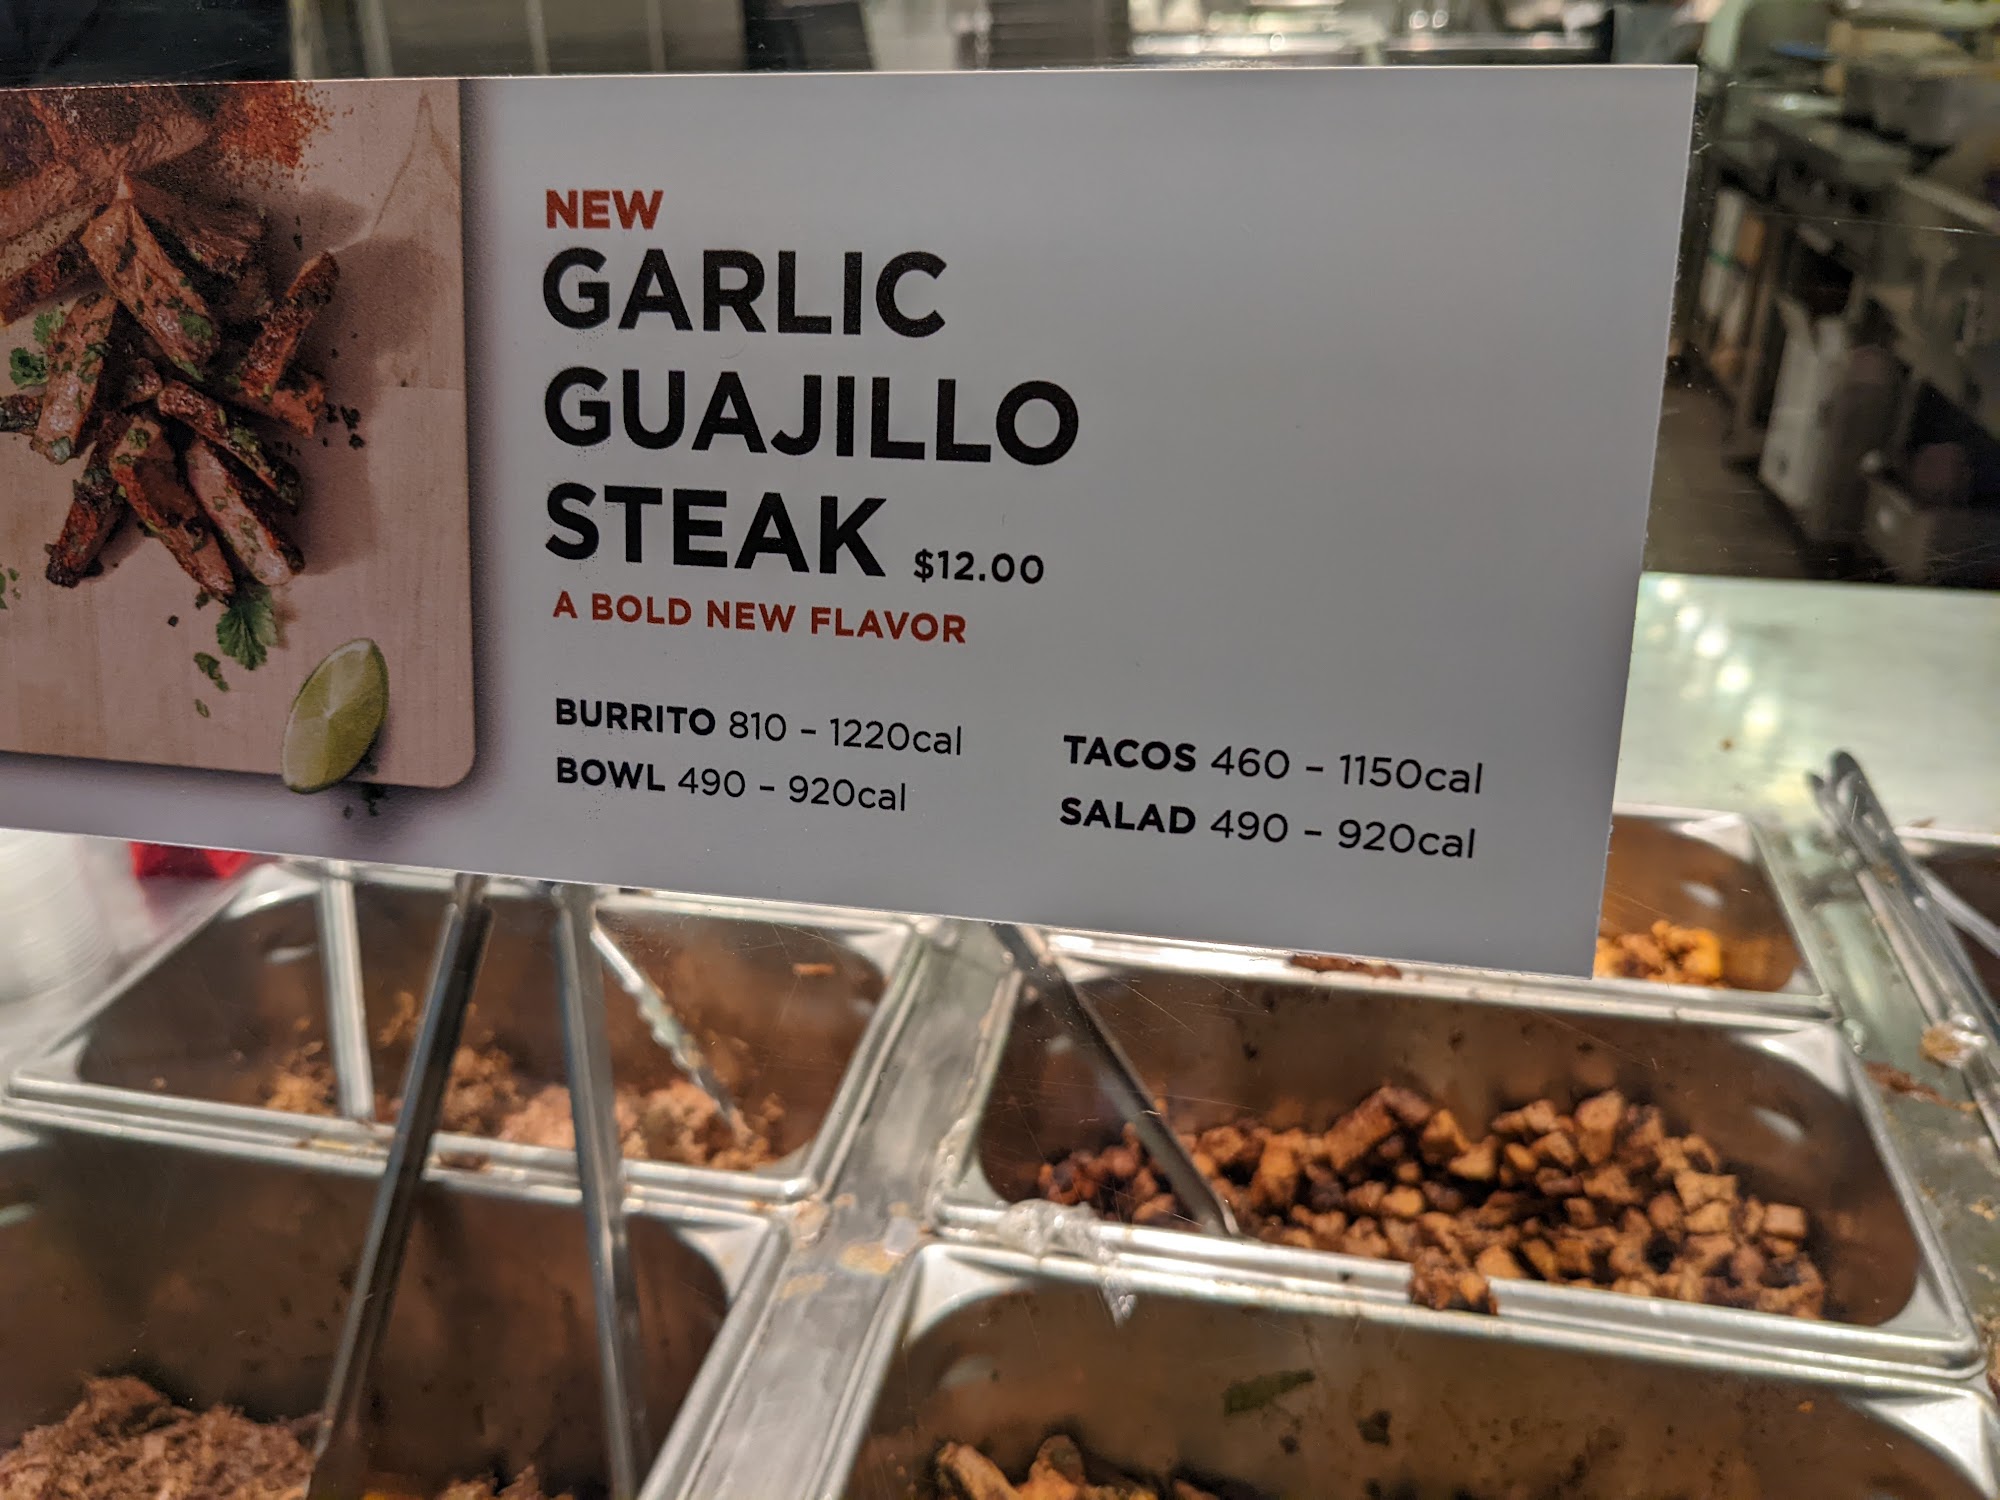 NEW
GARLIC
GUAJILLO
STEAK $12.00
A BOLD NEW FLAVOR
BURRITO 810 – 1220cal
BOWL 490 – 920cal
TACOS 460 – 1150cal
SALAD 490 – 920cal